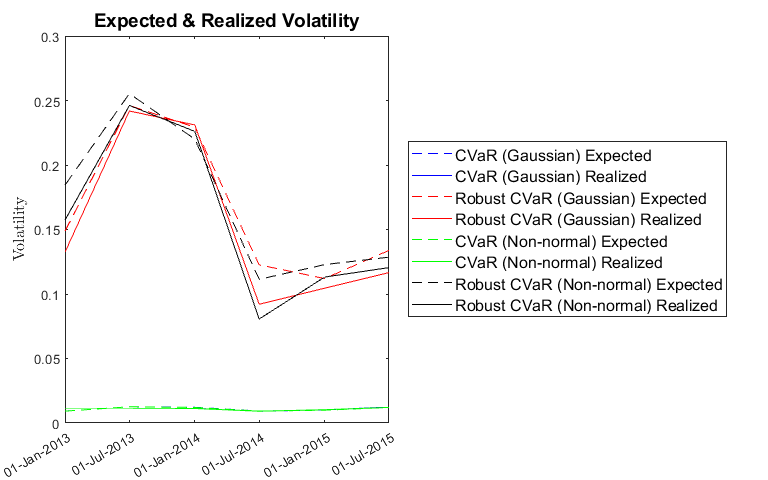 Expected & Realized Volatility
0.3
0.25
0.2
0.15
0.1
0.05
0
Volatility
01-Jan-2013
01-Jul-2013
01-Jan-2014
01-Jul-2014
01-Jan-2015
01-Jul-2015
CVaR (Gaussian) Expected
CVaR (Gaussian) Realized
Robust CVaR (Gaussian) Expected
Robust CVaR (Gaussian) Realized
CVaR (Non-normal) Expected
CVaR (Non-normal) Realized
Robust CVaR (Non-normal) Expected
Robust CVaR (Non-normal) Realized